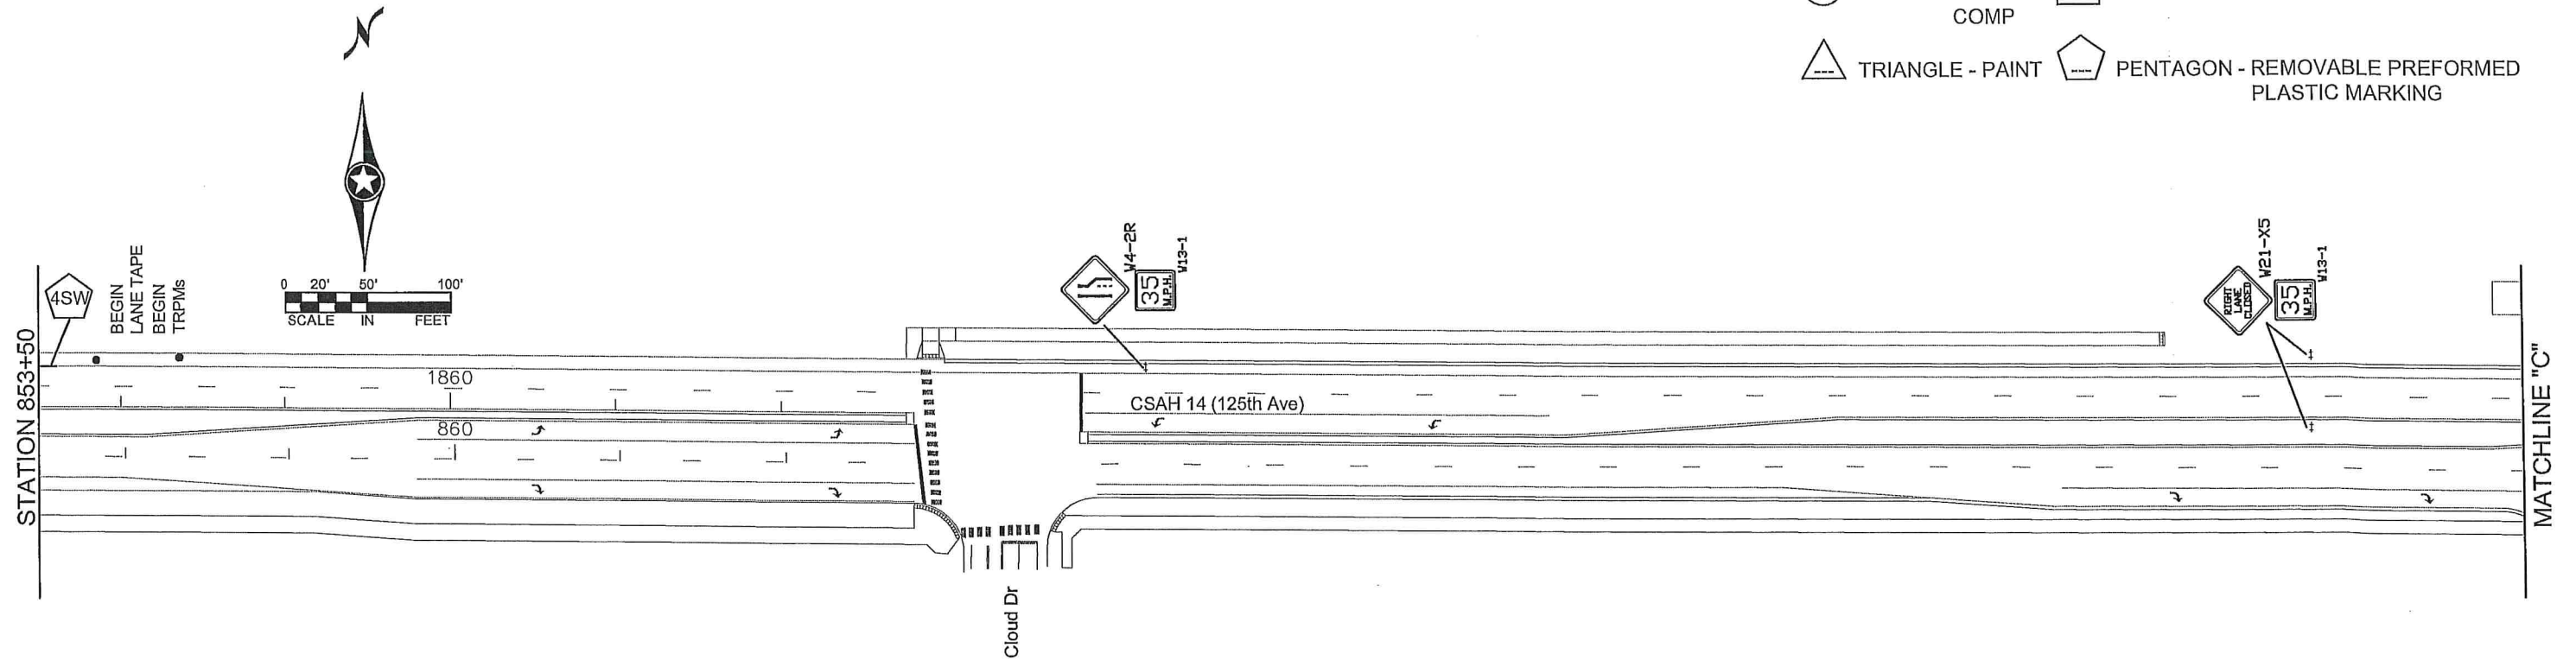 N
COMP
TRIANGLE - PAINT
PENTAGON - REMOVABLE PREFORMED
PLASTIC MARKING
STATION 853+50
4SW
BEGIN
LANE TAPE
BEGIN
TRPMs
0 20' 50' 100'
SCALE IN FEET
W4-2R
35
M.P.H.
W13-1
RIGHT
LANE
CLOSED
W21-X5
35
M.P.H.
W13-1
1860
860
CSAH 14 (125th Ave)
Cloud Dr
MATCHLINE "C"